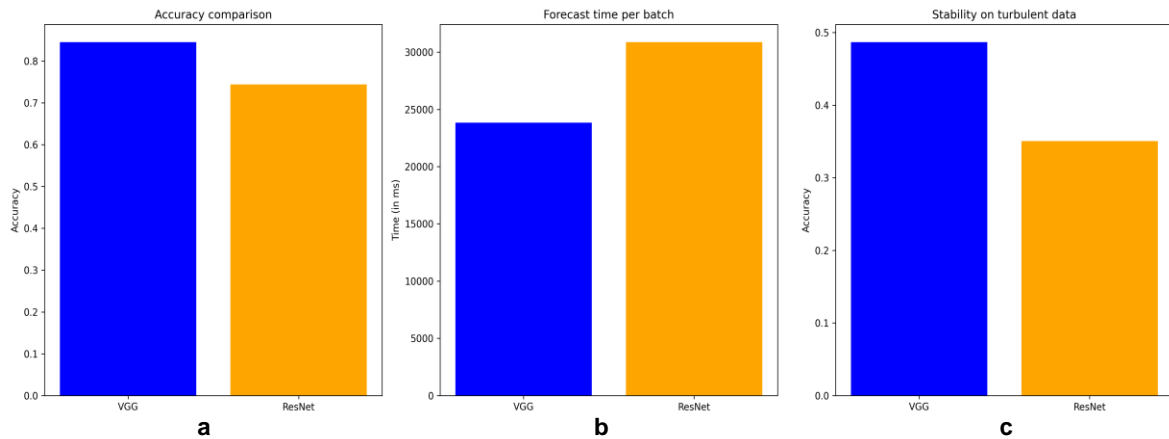 Accuracy comparison
Accuracy
0.8
0.7
0.6
0.5
0.4
0.3
0.2
0.1
0.0
VGG
ResNet
a
Forecast time per batch
Time (in ms)
30000
25000
20000
15000
10000
5000
0
VGG
ResNet
b
Stability on turbulent data
Accuracy
0.5
0.4
0.3
0.2
0.1
0.0
VGG
ResNet
c